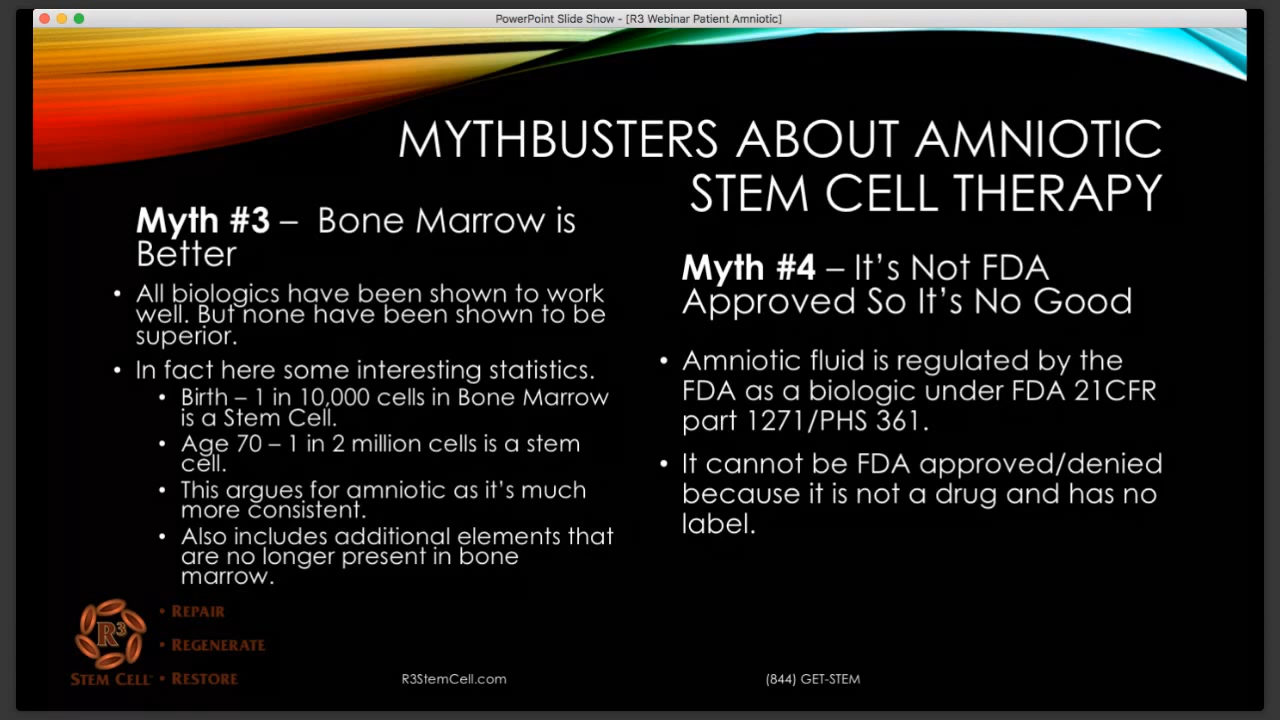 PowerPoint Slide Show - [R3 Webinar Patient Amniotic]
MYTHBUSTERS ABOUT AMNIOTIC
STEM CELL THERAPY
Myth #3 – Bone Marrow is
Better
• All biologics have been shown to work
well. But none have been shown to be
superior.
• In fact here some interesting statistics.
• Birth – 1 in 10,000 cells in Bone Marrow
is a Stem Cell.
• Age 70 – 1 in 2 million cells is a stem
cell.
• This argues for amniotic as it's much
more consistent.
• Also includes additional elements that
are no longer present in bone
marrow.
Myth #4 – It's Not FDA
Approved So It's No Good
• Amniotic fluid is regulated by the
FDA as a biologic under FDA 21CFR
part 1271/PHS 361.
• It cannot be FDA approved/denied
because it is not a drug and has no
label.
R3
STEM CELL
• REPAIR
• REGENERATE
• RESTORE
R3StemCell.com
(844) GET-STEM